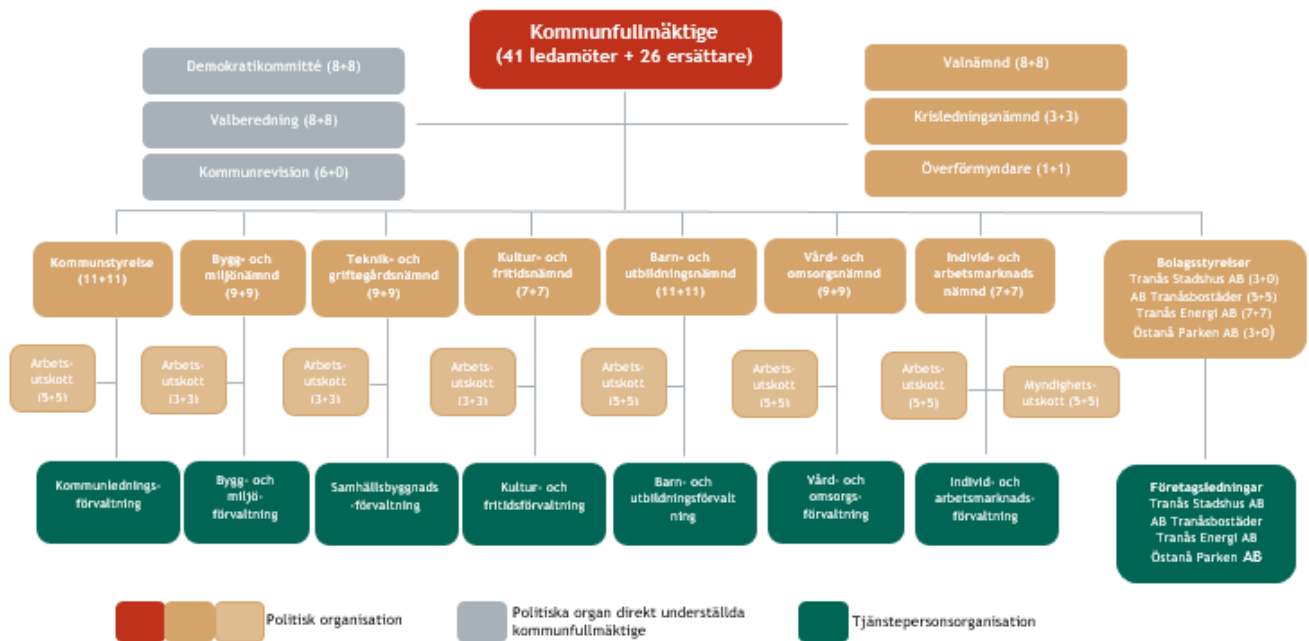 Kommunfullmäktige
(41 ledamöter + 26 ersättare)
Demokratikommitté (8+8)
Valberedning (8+8)
Kommunrevision (6+0)
Valnämnd (8+8)
Krisledningsnämnd (3+3)
Överförmyndare (1+1)
Kommunstyrelse
(11+11)
Bygg- och
miljönämnd
(9+9)
Teknik- och
griftegårdsnämnd
(9+9)
Kultur- och
fritidsnämnd
(7+7)
Barn- och
utbildningsnämnd
(11+11)
Vård- och
omsorgsnämnd
(9+9)
Individ- och
arbetsmarknads
nämnd (7+7)
Bolagsstyrelser
Tranås Stadshus AB (3+0)
AB Tranåsbostäder (5+5)
Tranås Energi AB (7+7)
Östanå Parken AB (3+0)
Arbets-
utskott
(5+5)
Arbets-
utskott
(3+3)
Arbets-
utskott
(3+3)
Arbets-
utskott
(3+3)
Arbets-
utskott
(5+5)
Arbets-
utskott
(5+5)
Arbets-
utskott
(5+5)
Myndighets-
utskott (5+5)
Kommunlednings-
förvaltning
Bygg- och
miljö-
förvaltning
Samhällsbyggnads
-förvaltning
Kultur- och
fritidsförvaltning
Barn- och
utbildningsförvalt
ning
Vård- och
omsorgs-
förvaltning
Individ- och
arbetsmarknads-
förvaltning
Företagsledningar
Tranås Stadshus AB
AB Tranåsbostäder
Tranås Energi AB
Östanå Parken AB
Politisk organisation
Politiska organ direkt underställda
kommunfullmäktige
Tjänstepersonsorganisation